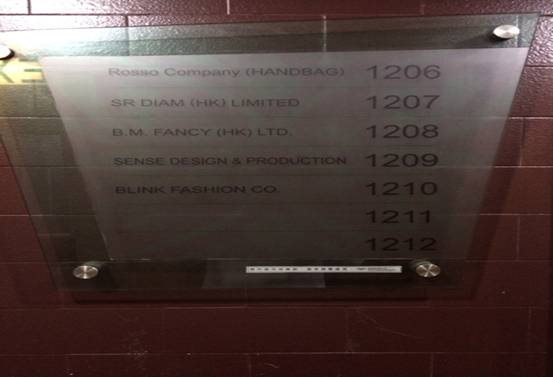 Rosso Company (HANDBAG) 1206
SR DIAM (HK) LIMITED 1207
B.M. FANCY (HK) LTD. 1208
SENSE DESIGN & PRODUCTION 1209
BLINK FASHION CO. 1210
1211
1212